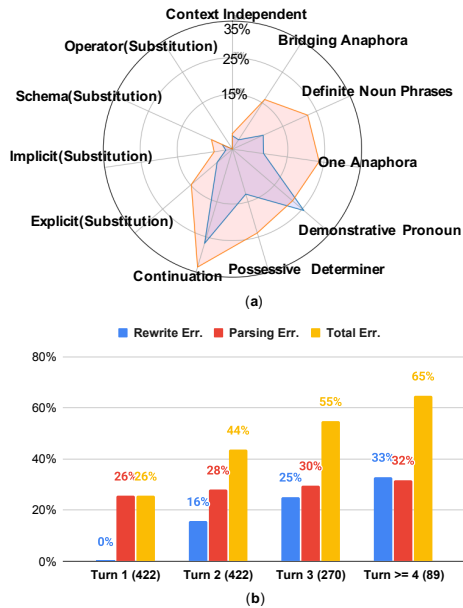 Context Independent
35%
Operator(Substitution)
Bridging Anaphora
25%
Schema(Substitution)
15%
Definite Noun Phrases
Implicit(Substitution)
One Anaphora
Explicit(Substitution)
Demonstrative Pronoun
Continuation
Possessive Determiner
(a)
Rewrite Err. Parsing Err. Total Err.
80%
65%
60%
55%
44%
40%
33% 32%
30%
28%
26% 26%
25%
20%
16%
0%
0%
Turn 1 (422) Turn 2 (422) Turn 3 (270) Turn >= 4 (89)
(b)